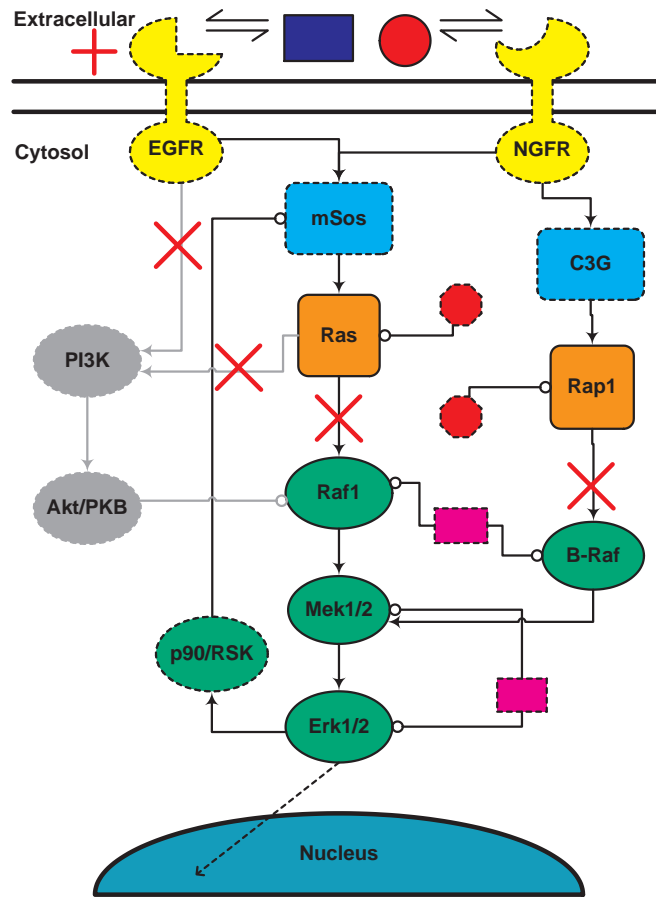 Extracellular
Cytosol
EGFR
NGFR
mSos
C3G
Ras
PI3K
Rap1
Akt/PKB
Raf1
B-Raf
Mek1/2
p90/RSK
Erk1/2
Nucleus